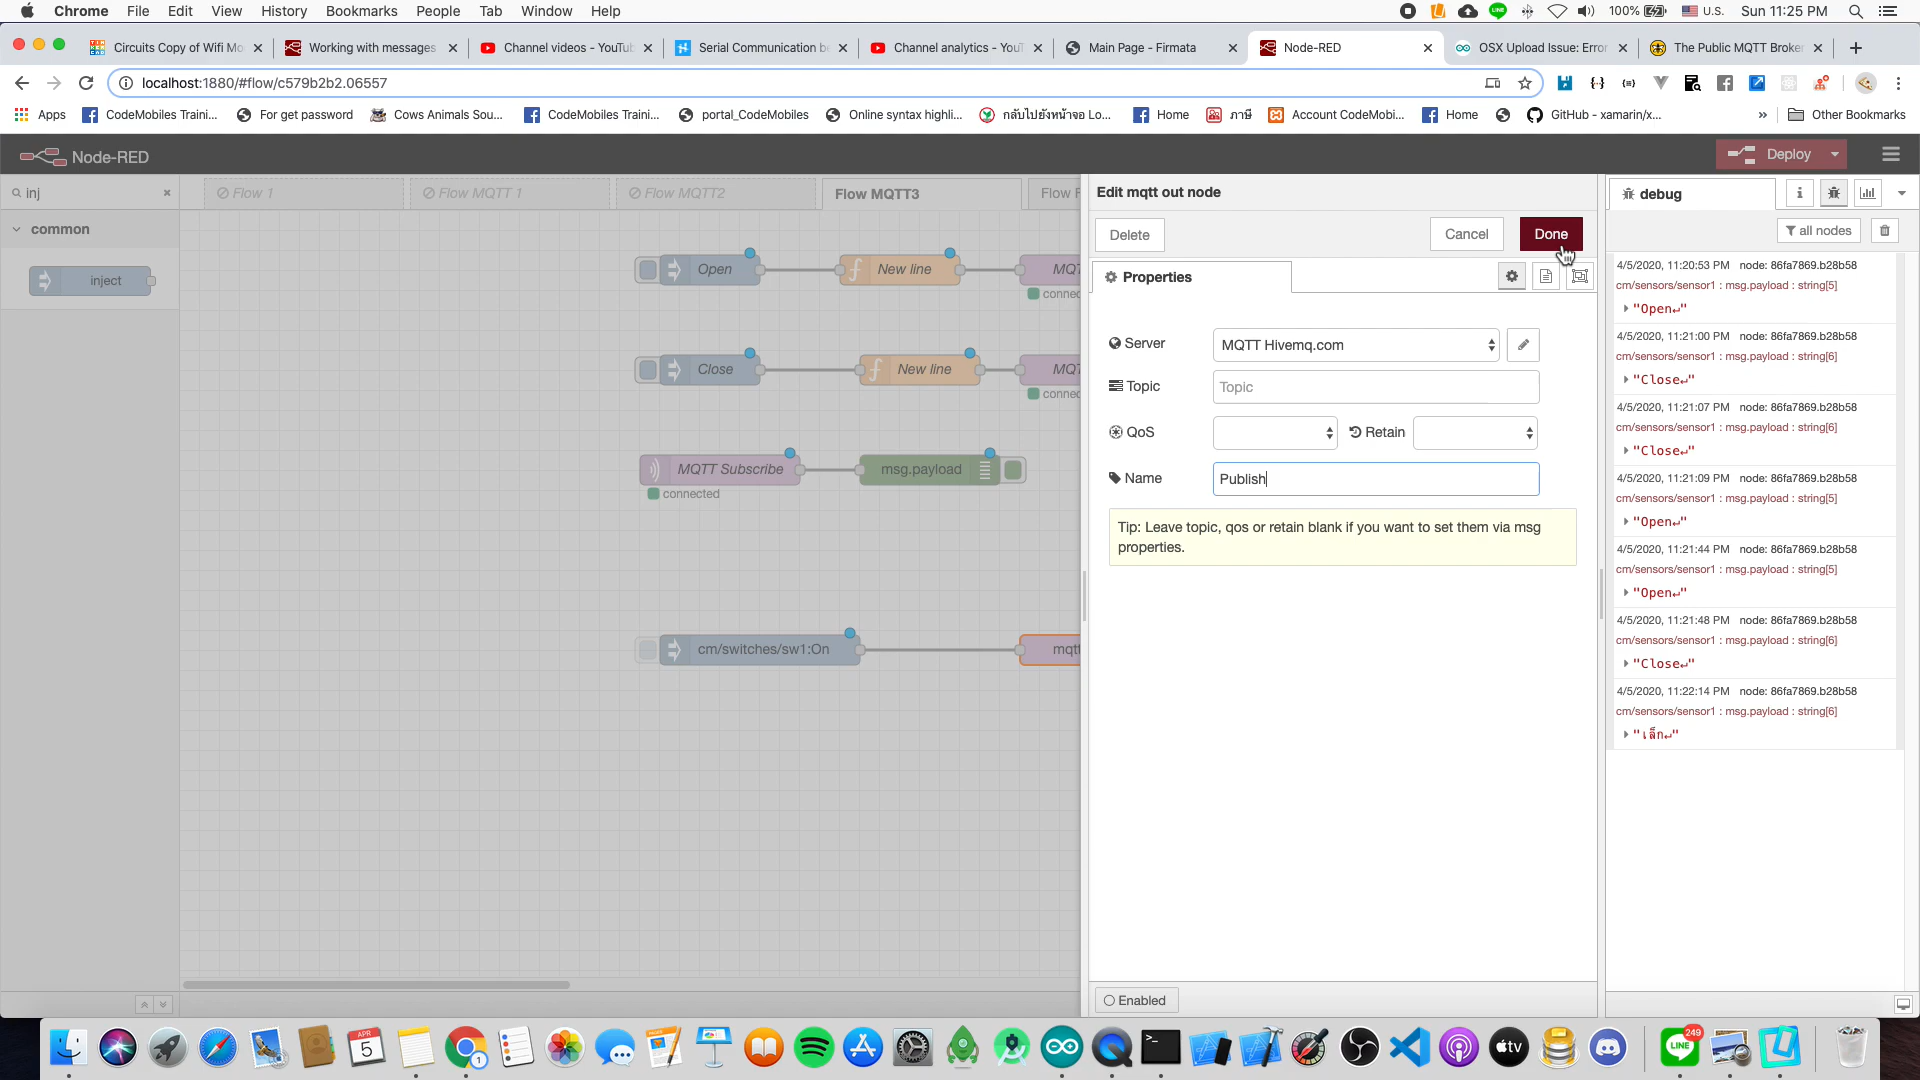 Chrome File Edit View History Bookmarks People Tab Window Help 100% U.S. Sun 11:25 PM
Circuits Copy of Wifi Mo Working with messages Channel videos - YouTu Serial Communication be Channel analytics - YouT Main Page - Firmata Node-RED OSX Upload Issue: Error The Public MQTT Broke
localhost:1880/#flow/c579b2b2.06557
Apps CodeMobiles Traini... For get password Cows Animals Sou... CodeMobiles Traini... portal_CodeMobiles Online syntax highli... กลับไปยังหน้าจอ Lo... Home ภาษี Account CodeMobi... Home GitHub - xamarin/x... » Other Bookmarks
Node-RED Deploy
inj Flow 1 Flow MQTT 1 Flow MQTT2 Flow MQTT3 Flow F
common
inject
Open New line MQT
connec
Close New line MQT
connec
MQTT Subscribe msg.payload
connected
cm/switches/sw1:On mqtt
Edit mqtt out node
Delete Cancel Done
Properties
Server MQTT Hivemq.com
Topic Topic
QoS Retain
Name Publish
Tip: Leave topic, qos or retain blank if you want to set them via msg
properties.
Enabled
debug
all nodes
4/5/2020, 11:20:53 PM node: 86fa7869.b28b58
cm/sensors/sensor1 : msg.payload : string[5]
"Open↵"
4/5/2020, 11:21:00 PM node: 86fa7869.b28b58
cm/sensors/sensor1 : msg.payload : string[6]
"Close↵"
4/5/2020, 11:21:07 PM node: 86fa7869.b28b58
cm/sensors/sensor1 : msg.payload : string[6]
"Close↵"
4/5/2020, 11:21:09 PM node: 86fa7869.b28b58
cm/sensors/sensor1 : msg.payload : string[5]
"Open↵"
4/5/2020, 11:21:44 PM node: 86fa7869.b28b58
cm/sensors/sensor1 : msg.payload : string[5]
"Open↵"
4/5/2020, 11:21:48 PM node: 86fa7869.b28b58
cm/sensors/sensor1 : msg.payload : string[6]
"Close↵"
4/5/2020, 11:22:14 PM node: 86fa7869.b28b58
cm/sensors/sensor1 : msg.payload : string[6]
"เล็ก↵"
APR
5
1
tv
249
LINE